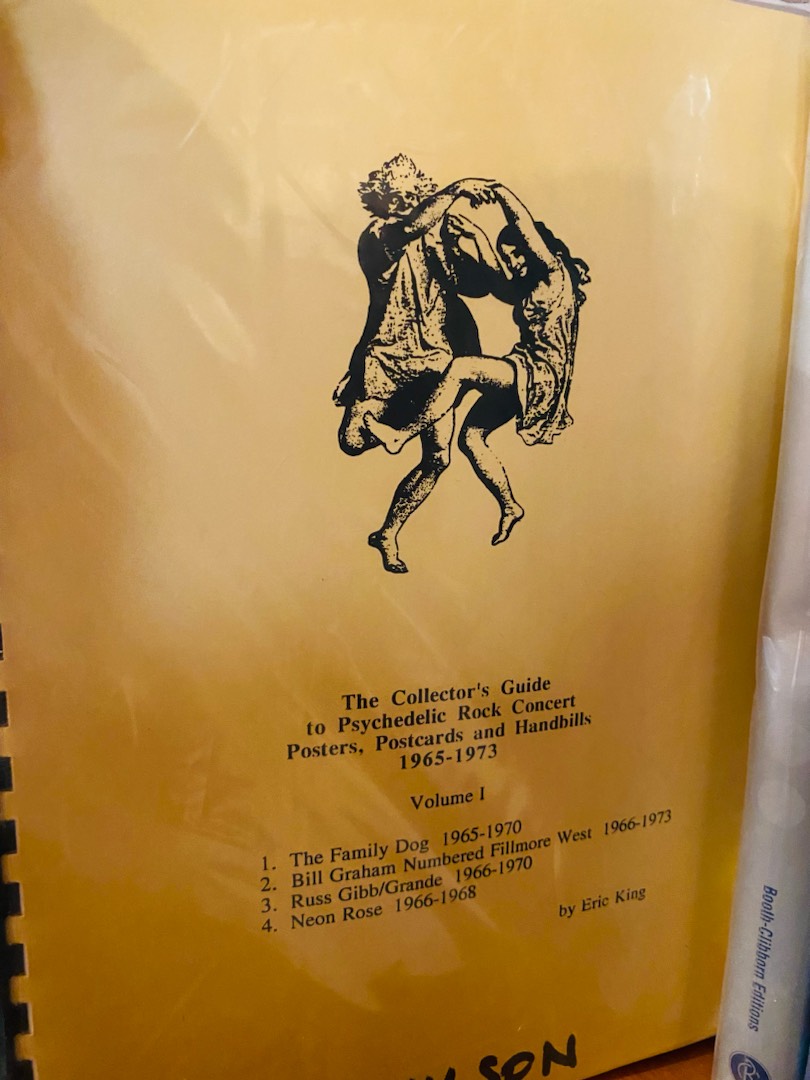 The Collector's Guide
to Psychedelic Rock Concert
Posters, Postcards and Handbills
1965-1973
Volume I
1. The Family Dog 1965-1970
2. Bill Graham Numbered Fillmore West 1966-1973
3. Russ Gibb/Grande 1966-1970
4. Neon Rose 1966-1968
by Eric King
SON
Booth-Clibborn Editions